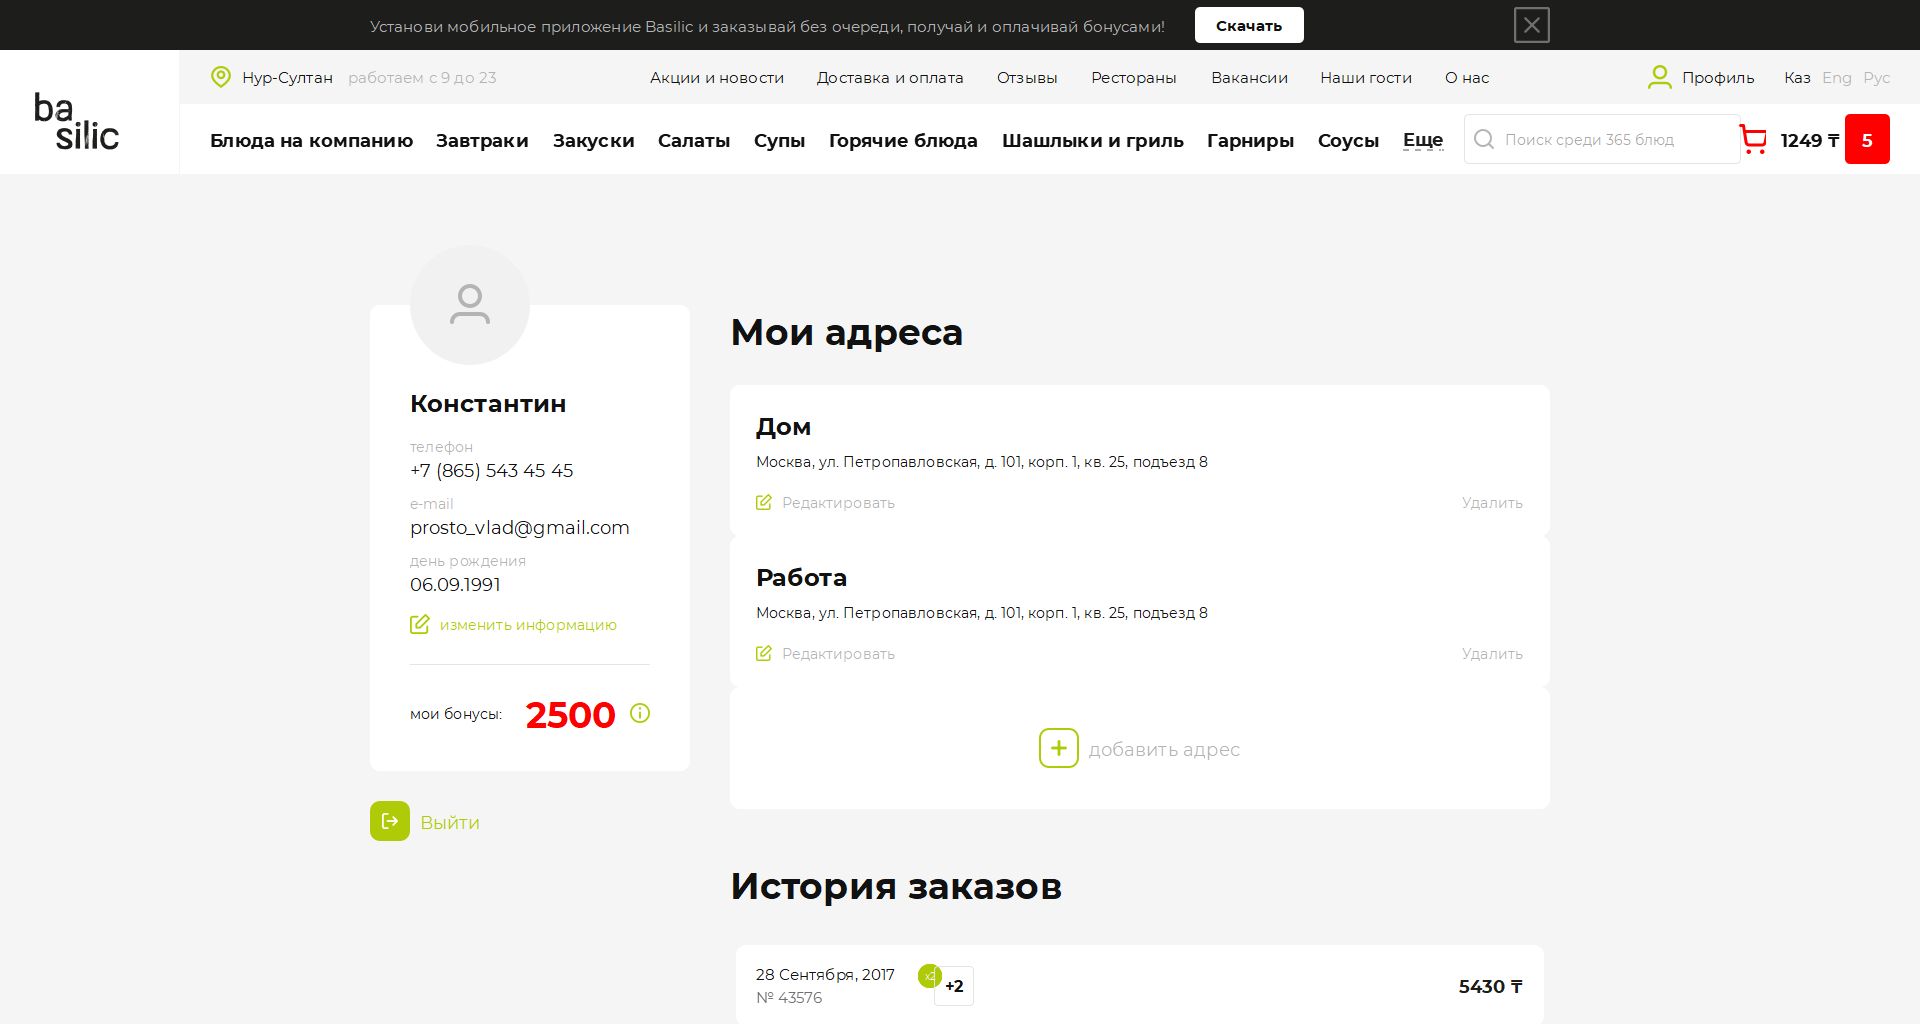 Установи мобильное приложение Basilic и заказывай без очереди, получай и оплачивай бонусами!
Скачать
ba
silic
Нур-Султан
работаем с 9 до 23
Акции и новости
Доставка и оплата
Отзывы
Рестораны
Вакансии
Наши гости
О нас
Профиль
Каз
Eng
Рус
Блюда на компанию
Завтраки
Закуски
Салаты
Супы
Горячие блюда
Шашлыки и гриль
Гарниры
Соусы
Еще
Поиск среди 365 блюд
1249 ₸
5
Константин
телефон
+7 (865) 543 45 45
e-mail
prosto_vlad@gmail.com
день рождения
06.09.1991
изменить информацию
мои бонусы:
2500
Выйти
Мои адреса
Дом
Москва, ул. Петропавловская, д. 101, корп. 1, кв. 25, подъезд 8
Редактировать
Удалить
Работа
Москва, ул. Петропавловская, д. 101, корп. 1, кв. 25, подъезд 8
Редактировать
Удалить
добавить адрес
История заказов
28 Сентября, 2017
№ 43576
x2
+2
5430 ₸